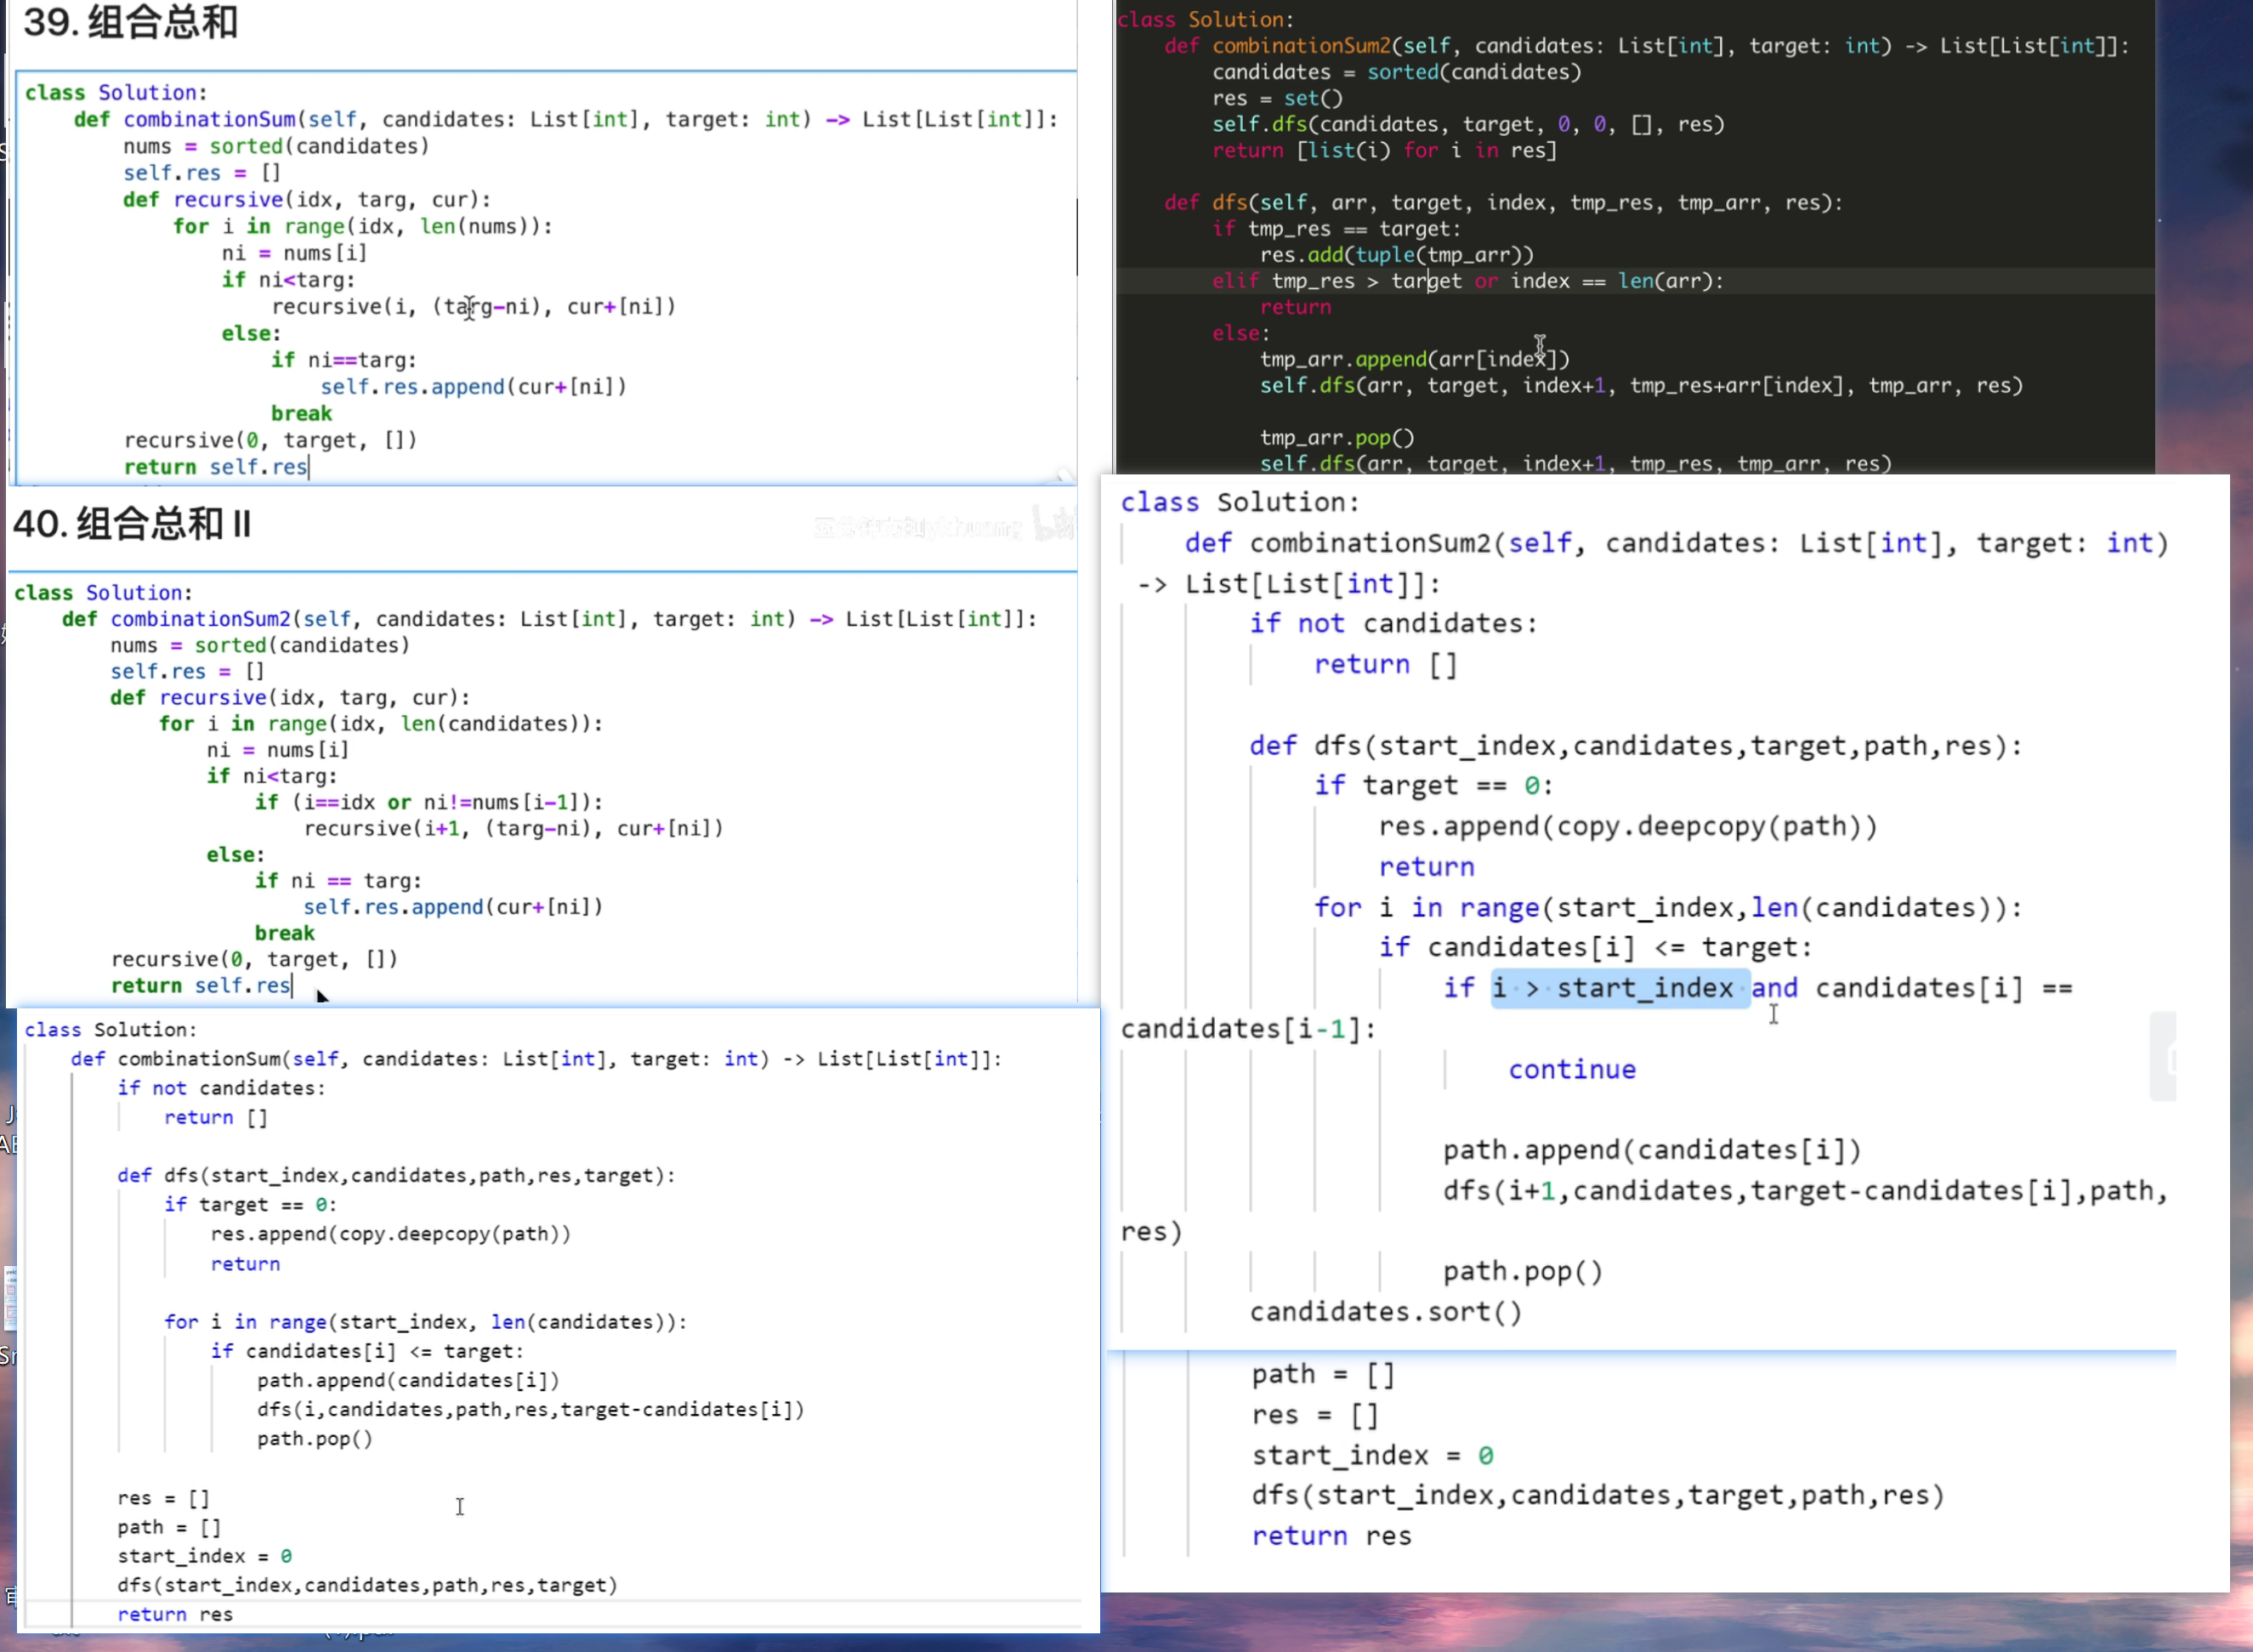 39. 组合总和
class Solution:
    def combinationSum(self, candidates: List[int], target: int) -> List[List[int]]:
        nums = sorted(candidates)
        self.res = []
        def recursive(idx, targ, cur):
            for i in range(idx, len(nums)):
                ni = nums[i]
                if ni<targ:
                    recursive(i, (targ-ni), cur+[ni])
                else:
                    if ni==targ:
                        self.res.append(cur+[ni])
                    break
        recursive(0, target, [])
        return self.res
40. 组合总和 II
class Solution:
    def combinationSum2(self, candidates: List[int], target: int) -> List[List[int]]:
        nums = sorted(candidates)
        self.res = []
        def recursive(idx, targ, cur):
            for i in range(idx, len(candidates)):
                ni = nums[i]
                if ni<targ:
                    if (i==idx or ni!=nums[i-1]):
                        recursive(i+1, (targ-ni), cur+[ni])
                else:
                    if ni == targ:
                        self.res.append(cur+[ni])
                    break
        recursive(0, target, [])
        return self.res
class Solution:
    def combinationSum(self, candidates: List[int], target: int) -> List[List[int]]:
        if not candidates:
            return []
        def dfs(start_index,candidates,path,res,target):
            if target == 0:
                res.append(copy.deepcopy(path))
                return
            for i in range(start_index, len(candidates)):
                if candidates[i] <= target:
                    path.append(candidates[i])
                    dfs(i,candidates,path,res,target-candidates[i])
                    path.pop()
        res = []
        path = []
        start_index = 0
        dfs(start_index,candidates,path,res,target)
        return res
class Solution:
    def combinationSum2(self, candidates: List[int], target: int) -> List[List[int]]:
        candidates = sorted(candidates)
        res = set()
        self.dfs(candidates, target, 0, 0, [], res)
        return [list(i) for i in res]
    def dfs(self, arr, target, index, tmp_res, tmp_arr, res):
        if tmp_res == target:
            res.add(tuple(tmp_arr))
        elif tmp_res > target or index == len(arr):
            return
        else:
            tmp_arr.append(arr[index])
            self.dfs(arr, target, index+1, tmp_res+arr[index], tmp_arr, res)
            tmp_arr.pop()
            self.dfs(arr, target, index+1, tmp_res, tmp_arr, res)
class Solution:
    def combinationSum2(self, candidates: List[int], target: int)
 -> List[List[int]]:
        if not candidates:
            return []
        def dfs(start_index,candidates,target,path,res):
            if target == 0:
                res.append(copy.deepcopy(path))
                return
            for i in range(start_index,len(candidates)):
                if candidates[i] <= target:
                    if i > start_index and candidates[i] ==
candidates[i-1]:
                        continue
                    path.append(candidates[i])
                    dfs(i+1,candidates,target-candidates[i],path,
res)
                    path.pop()
        candidates.sort()
        path = []
        res = []
        start_index = 0
        dfs(start_index,candidates,target,path,res)
        return res